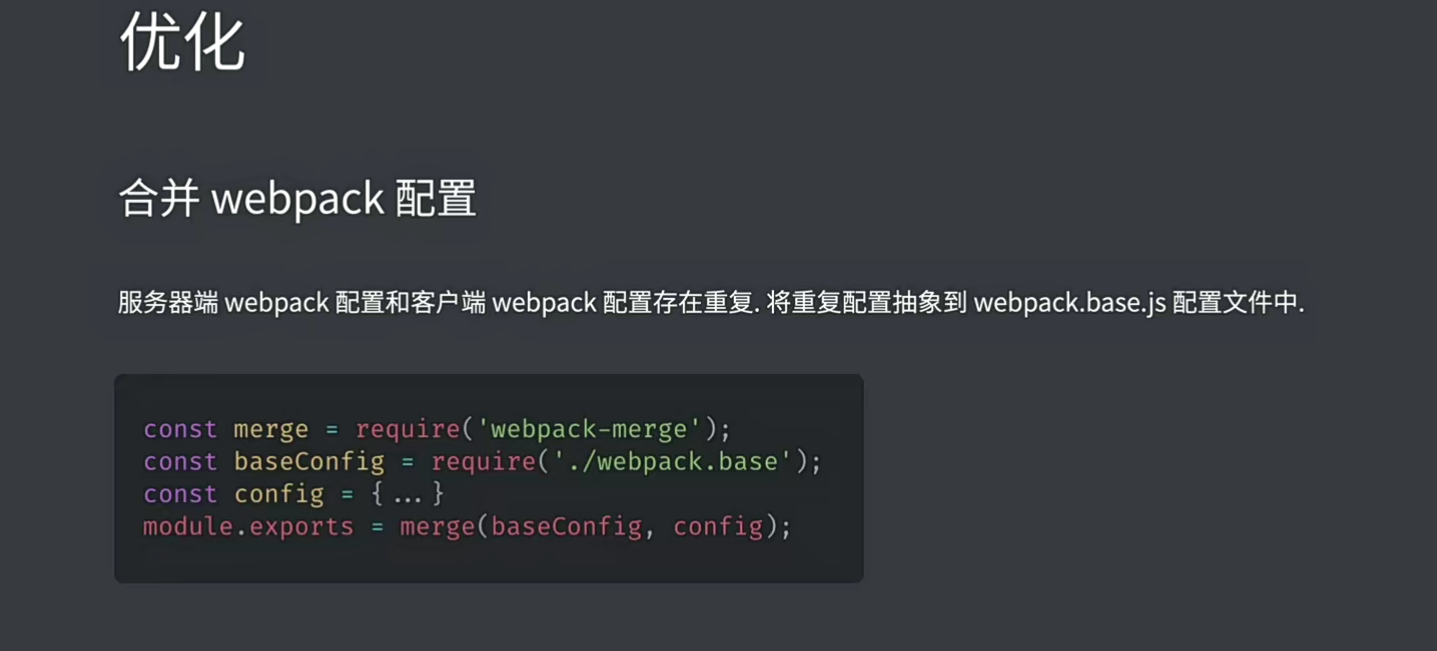 优化
合并 webpack 配置
服务器端 webpack 配置和客户端 webpack 配置存在重复. 将重复配置抽象到 webpack.base.js 配置文件中.
const merge = require('webpack-merge');
const baseConfig = require('./webpack.base');
const config = {...}
module.exports = merge(baseConfig, config);